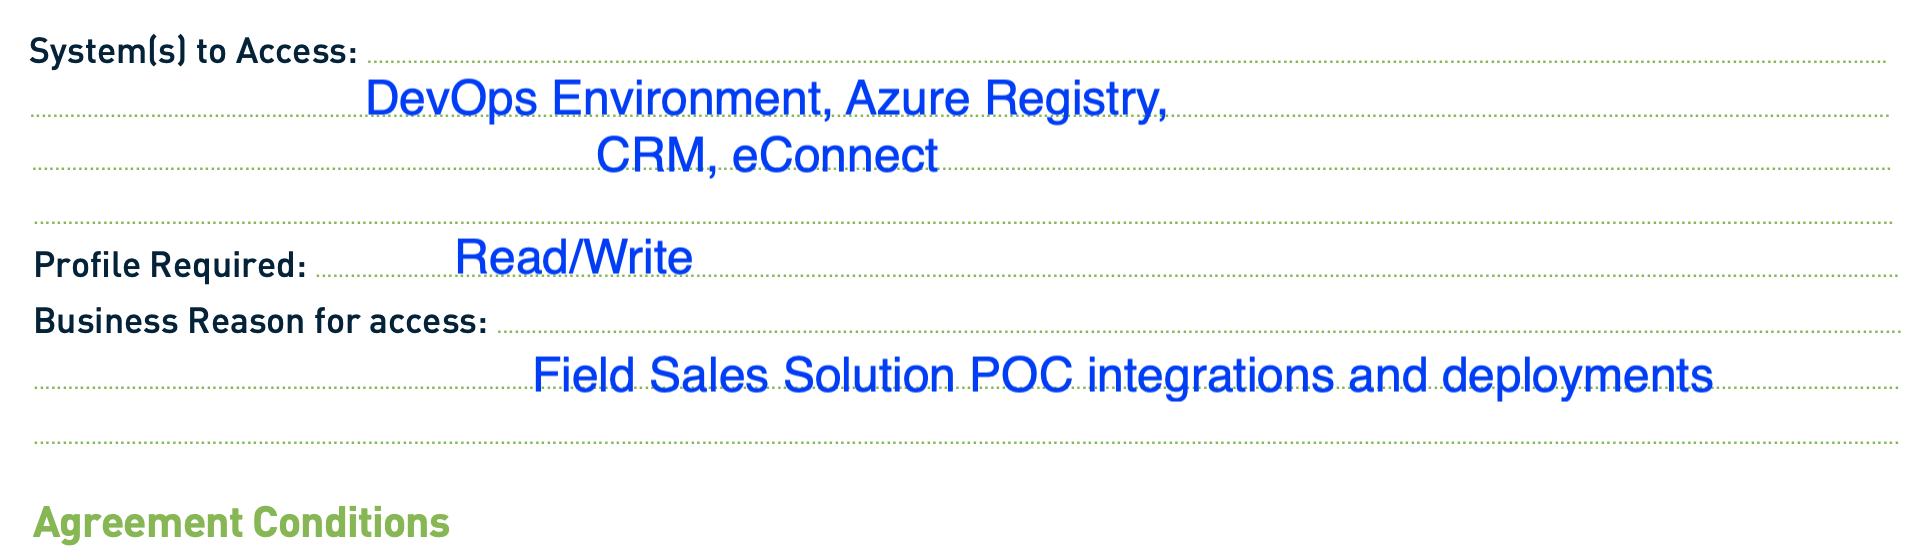 System(s) to Access:
DevOps Environment, Azure Registry,
CRM, eConnect
Profile Required: Read/Write
Business Reason for access:
Field Sales Solution POC integrations and deployments
Agreement Conditions